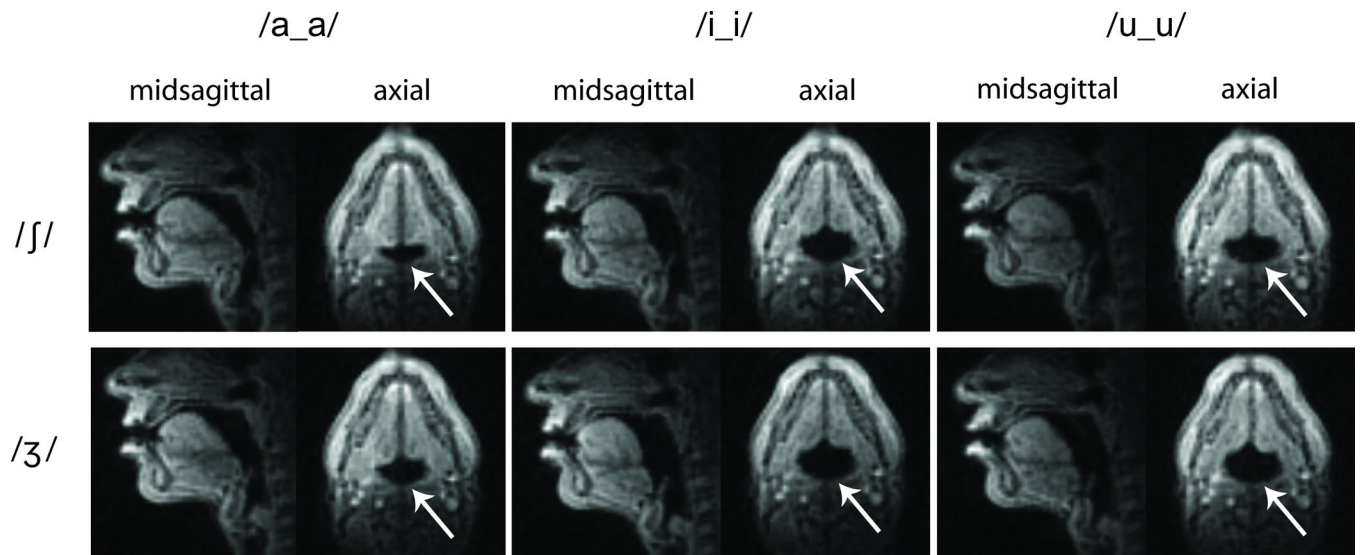 /a_a/ /i_i/ /u_u/
midsagittal axial midsagittal axial midsagittal axial
/ʃ/
/ʒ/